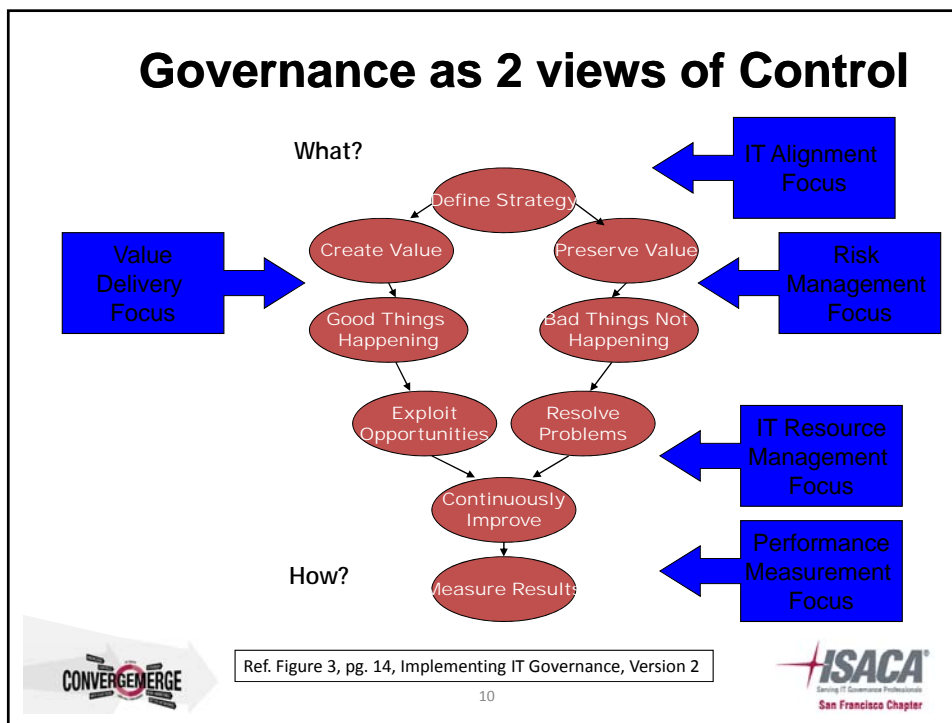 Governance as 2 views of Control
What?
IT Alignment
Focus
Define Strategy
Create Value
Preserve Value
Value
Delivery
Focus
Risk
Management
Focus
Good Things
Happening
Bad Things Not
Happening
Exploit
Opportunities
Resolve
Problems
IT Resource
Management
Focus
Continuously
Improve
Performance
Measurement
Focus
How?
Measure Results
CONVERGEMERGE
Ref. Figure 3, pg. 14, Implementing IT Governance, Version 2
10
ISACA
Serving IT Governance Professionals
San Francisco Chapter